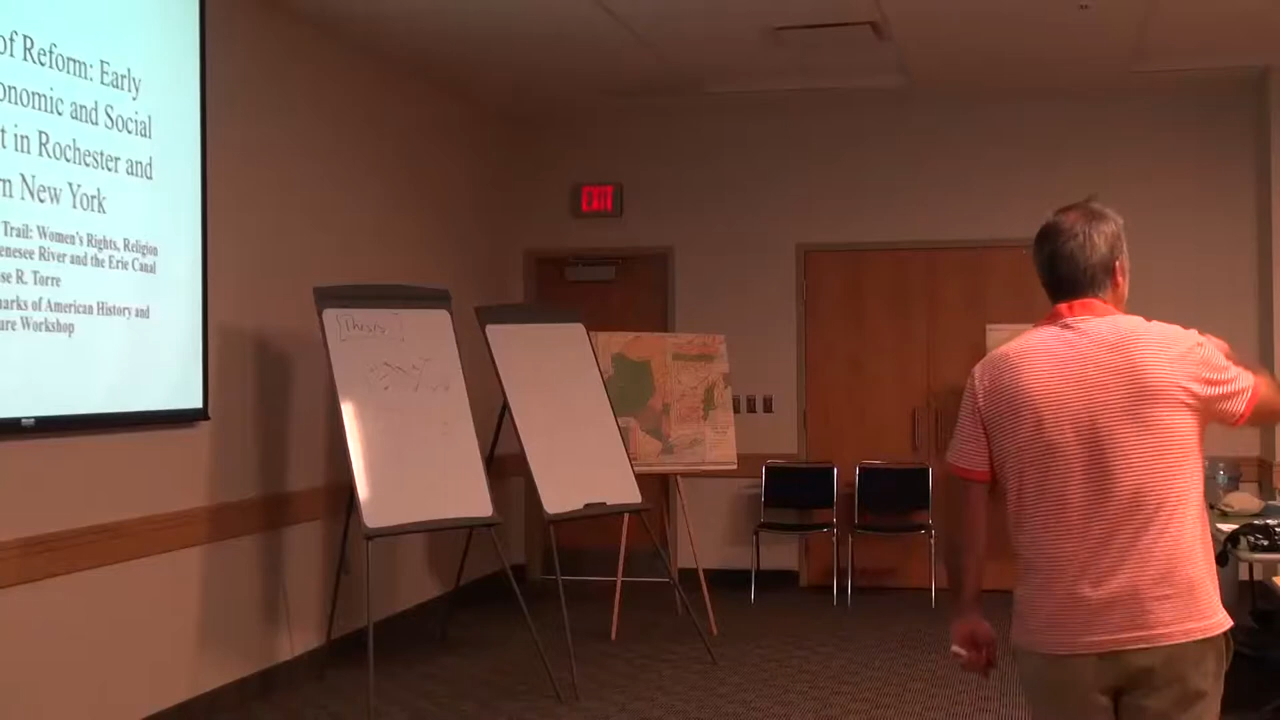 of Reform: Early
onomic and Social
t in Rochester and
rn New York
Trail: Women's Rights, Religion
enesee River and the Erie Canal
se R. Torre
arks of American History and
ure Workshop
EXIT
Thesis